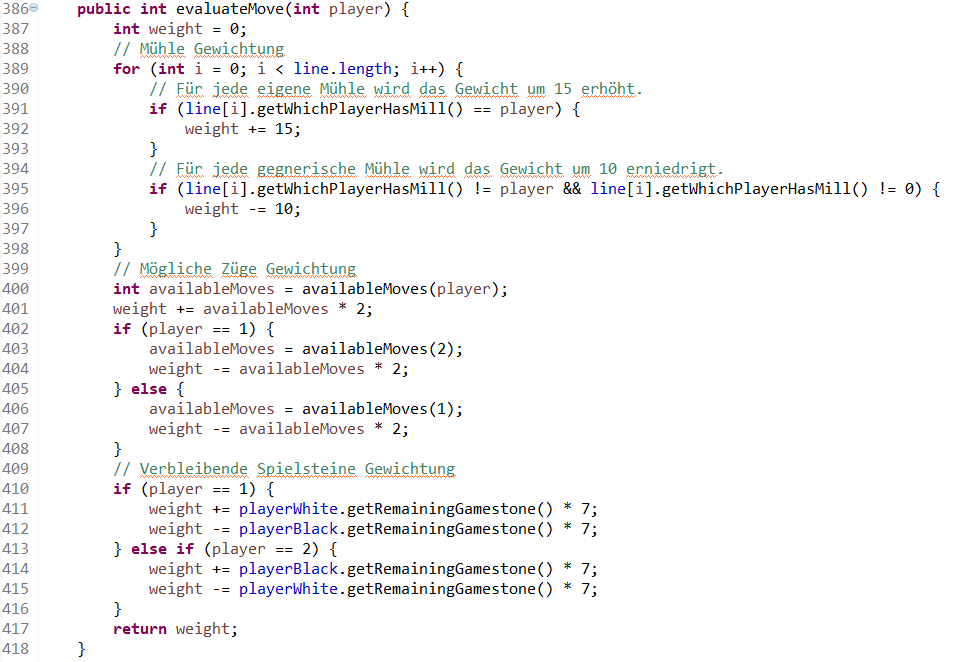 386 public int evaluateMove(int player) {
387 int weight = 0;
388 // Mühle Gewichtung
389 for (int i = 0; i < line.length; i++) {
390 // Für jede eigene Mühle wird das Gewicht um 15 erhöht.
391 if (line[i].getWhichPlayerHasMill() == player) {
392 weight += 15;
393 }
394 // Für jede gegnerische Mühle wird das Gewicht um 10 erniedrigt.
395 if (line[i].getWhichPlayerHasMill() != player && line[i].getWhichPlayerHasMill() != 0) {
396 weight -= 10;
397 }
398 }
399 // Mögliche Züge Gewichtung
400 int availableMoves = availableMoves(player);
401 weight += availableMoves * 2;
402 if (player == 1) {
403 availableMoves = availableMoves(2);
404 weight -= availableMoves * 2;
405 } else {
406 availableMoves = availableMoves(1);
407 weight -= availableMoves * 2;
408 }
409 // Verbleibende Spielsteine Gewichtung
410 if (player == 1) {
411 weight += playerWhite.getRemainingGamestone() * 7;
412 weight -= playerBlack.getRemainingGamestone() * 7;
413 } else if (player == 2) {
414 weight += playerBlack.getRemainingGamestone() * 7;
415 weight -= playerWhite.getRemainingGamestone() * 7;
416 }
417 return weight;
418 }